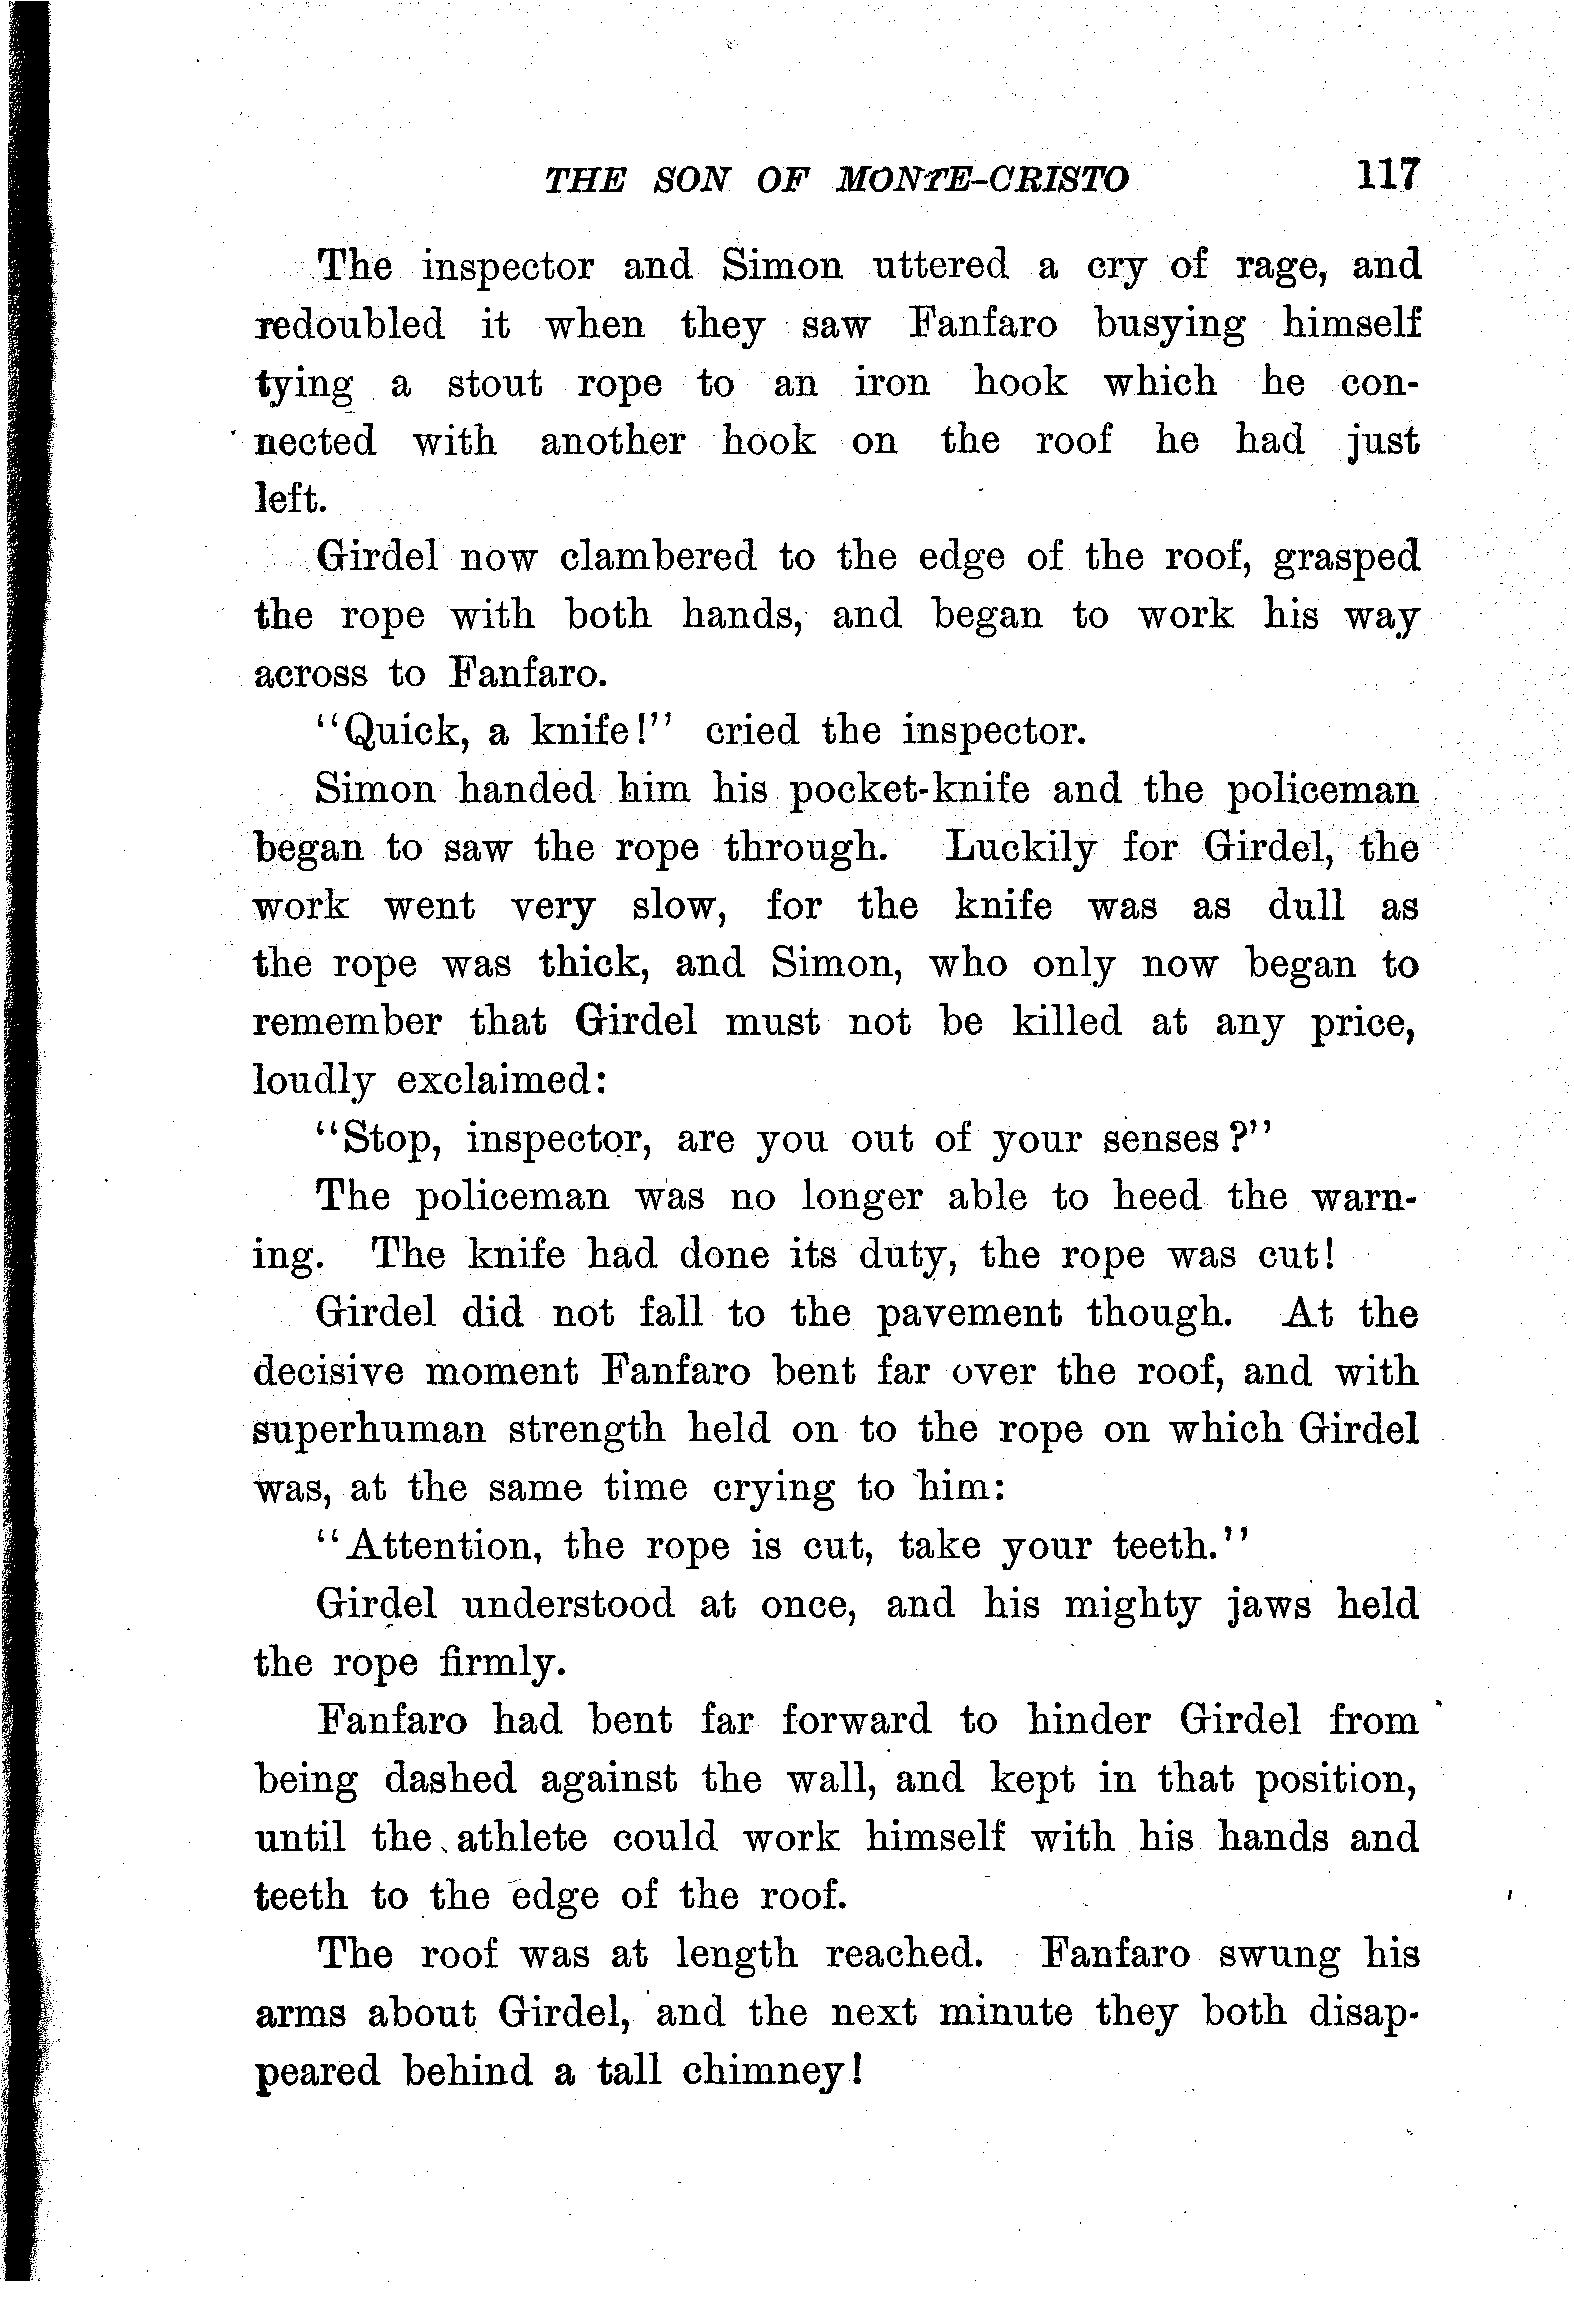 THE SON OF MONTE-CRISTO 117
The inspector and Simon uttered a cry of rage, and
redoubled it when they saw Fanfaro busying himself
tying a stout rope to an iron hook which he con-
nected with another hook on the roof he had just
left.
Girdel now clambered to the edge of the roof, grasped
the rope with both hands, and began to work his way
across to Fanfaro.
"Quick, a knife!" cried the inspector.
Simon handed him his pocket-knife and the policeman
began to saw the rope through. Luckily for Girdel, the
work went very slow, for the knife was as dull as
the rope was thick, and Simon, who only now began to
remember that Girdel must not be killed at any price,
loudly exclaimed:
"Stop, inspector, are you out of your senses?"
The policeman was no longer able to heed the warn-
ing. The knife had done its duty, the rope was cut!
Girdel did not fall to the pavement though. At the
decisive moment Fanfaro bent far over the roof, and with
superhuman strength held on to the rope on which Girdel
was, at the same time crying to him:
"Attention, the rope is cut, take your teeth."
Girdel understood at once, and his mighty jaws held
the rope firmly.
Fanfaro had bent far forward to hinder Girdel from
being dashed against the wall, and kept in that position,
until the athlete could work himself with his hands and
teeth to the edge of the roof.
The roof was at length reached. Fanfaro swung his
arms about Girdel, and the next minute they both disap-
peared behind a tall chimney!